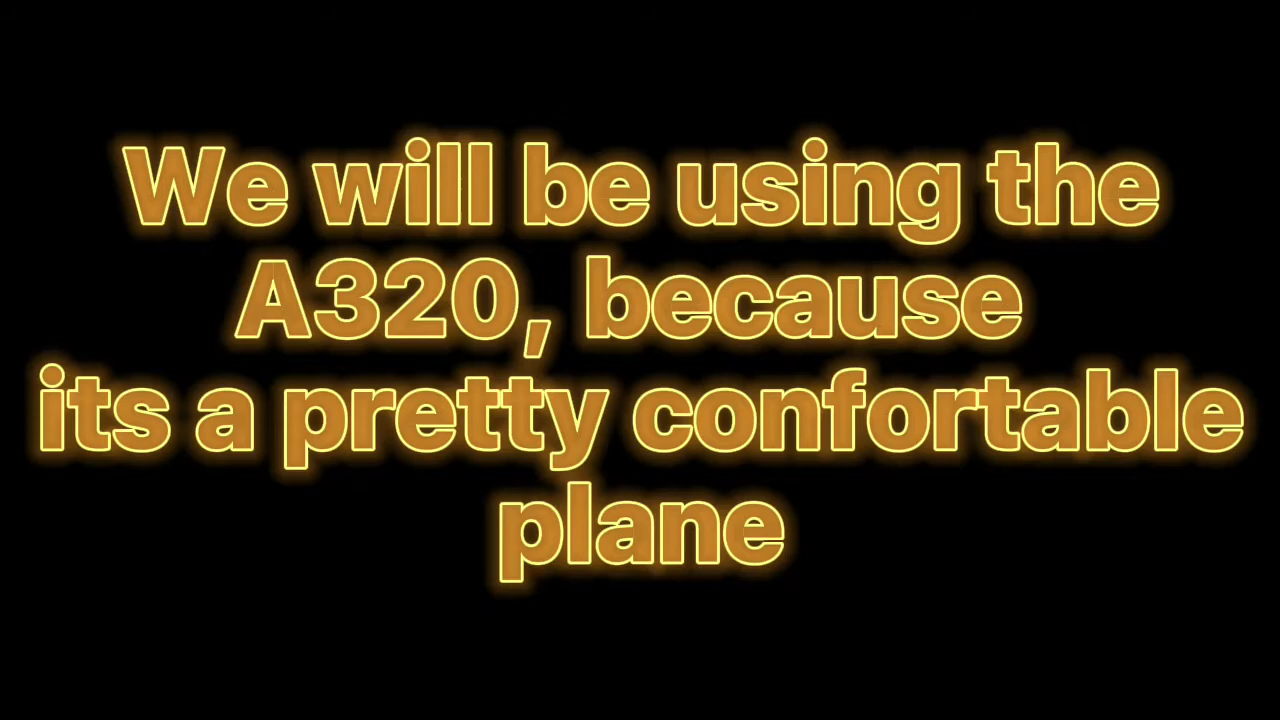 We will be using the
A320, because
its a pretty confortable
plane